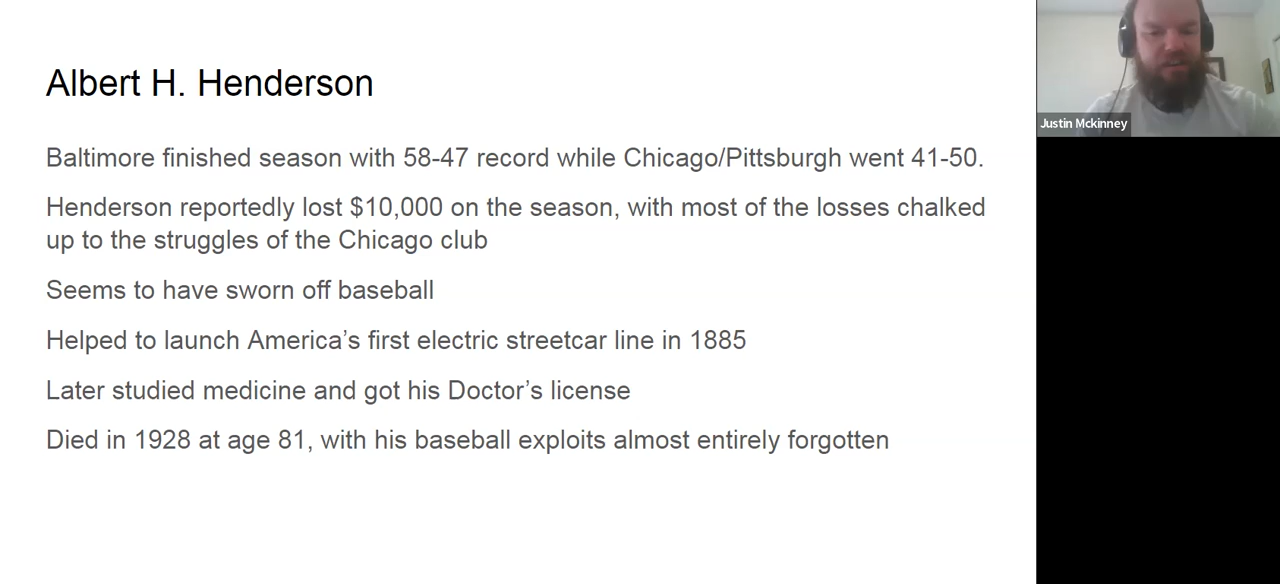 Albert H. Henderson
Baltimore finished season with 58-47 record while Chicago/Pittsburgh went 41-50.
Henderson reportedly lost $10,000 on the season, with most of the losses chalked
up to the struggles of the Chicago club
Seems to have sworn off baseball
Helped to launch America’s first electric streetcar line in 1885
Later studied medicine and got his Doctor’s license
Died in 1928 at age 81, with his baseball exploits almost entirely forgotten
Justin Mckinney